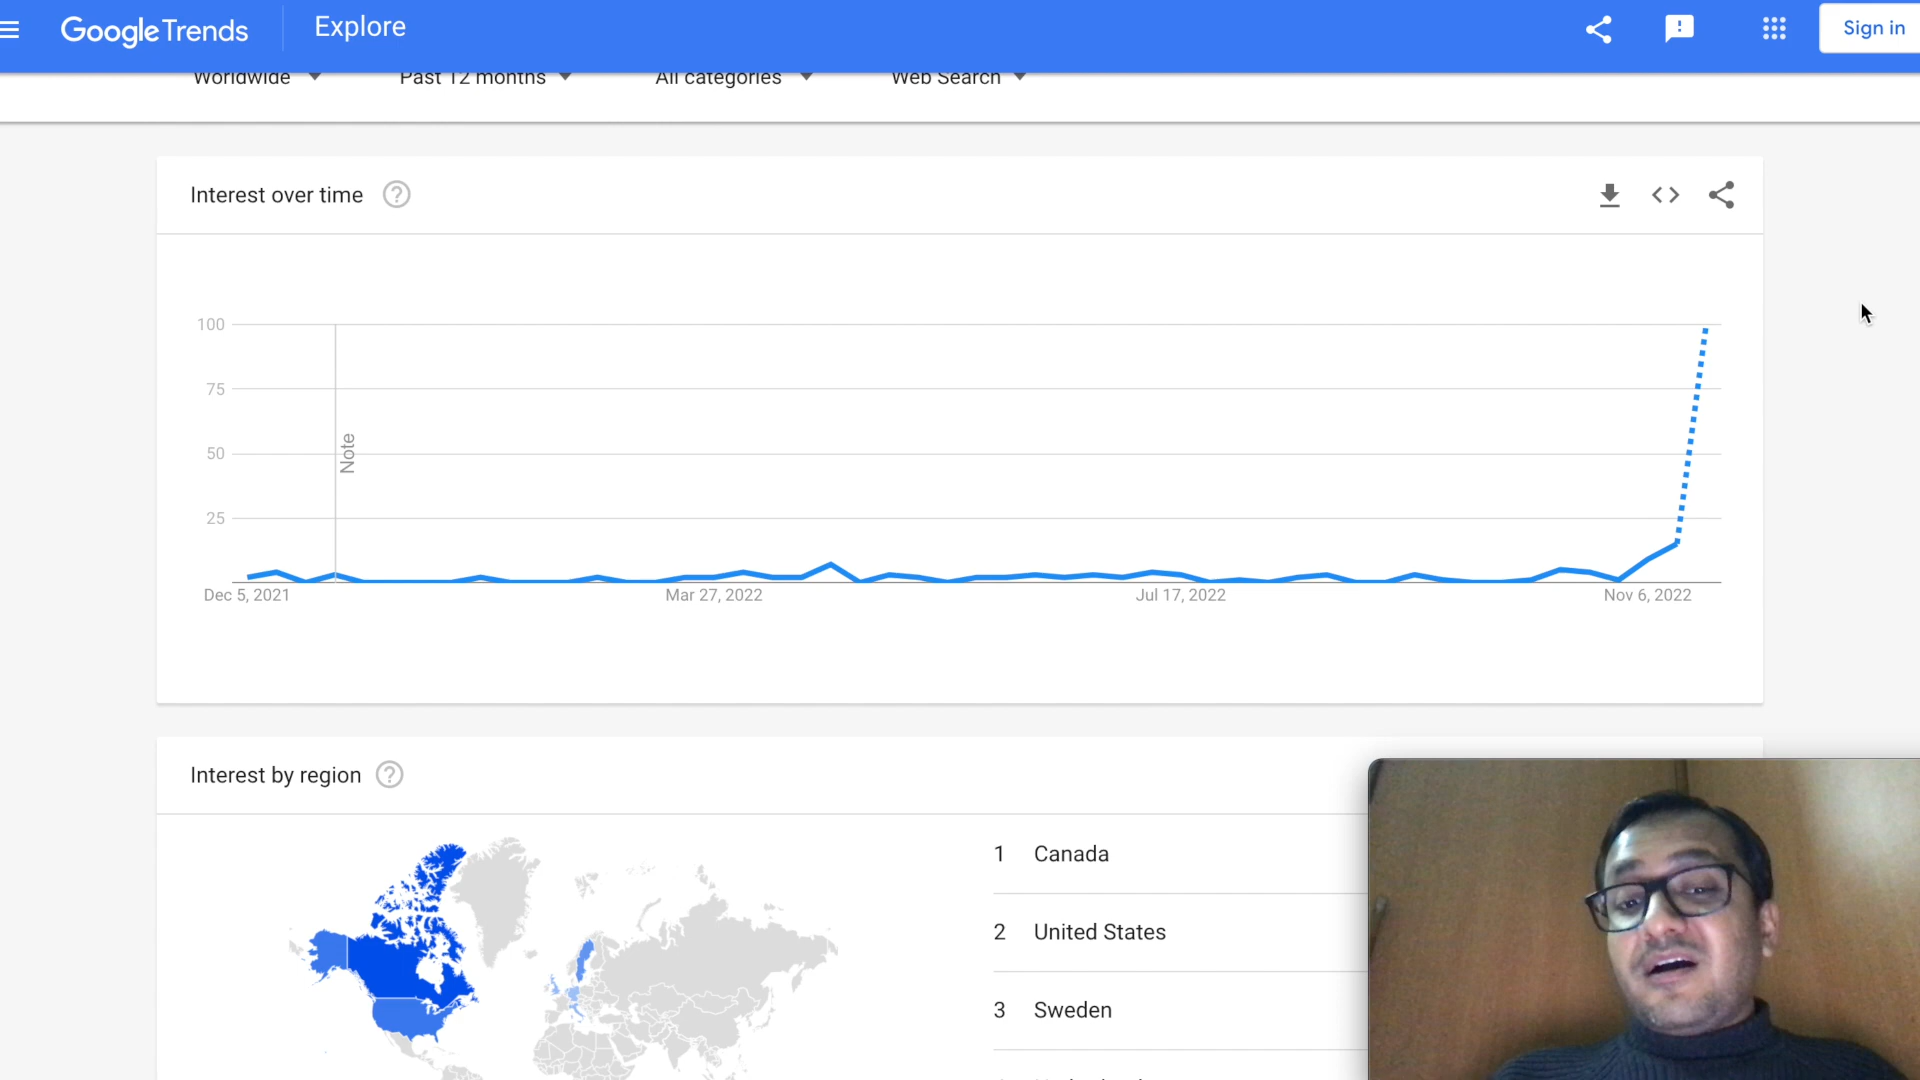 Google Trends Explore Sign in
Worldwide Past 12 months All categories Web Search
Interest over time ?
100
75
50
25
Note
Dec 5, 2021 Mar 27, 2022 Jul 17, 2022 Nov 6, 2022
Interest by region ?
1 Canada
2 United States
3 Sweden